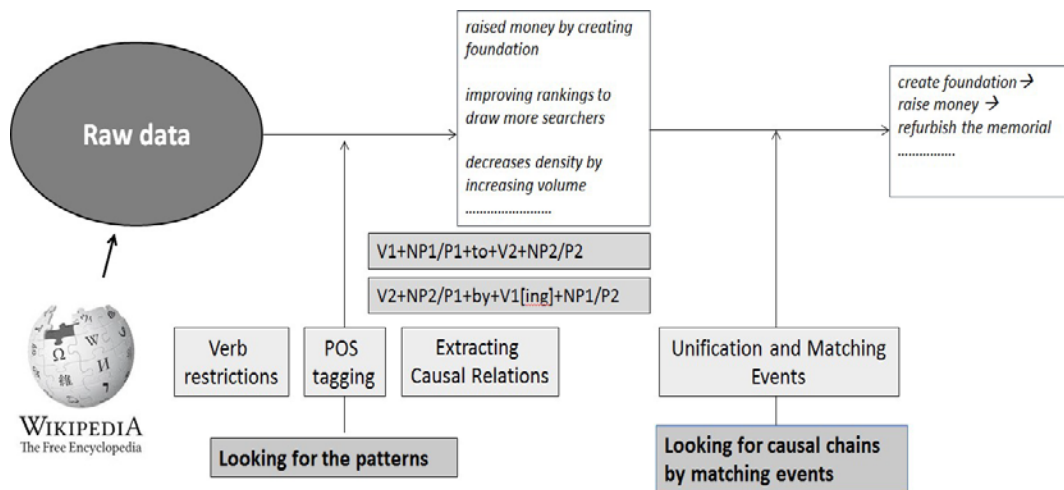 raised money by creating
foundation
improving rankings to
draw more searchers
decreases density by
increasing volume
........................
create foundation →
raise money →
refurbish the memorial
................
Raw data
V1+NP1/P1+to+V2+NP2/P2
V2+NP2/P1+by+V1[ing]+NP1/P2
Verb
restrictions
POS
tagging
Extracting
Causal Relations
Unification and Matching
Events
WIKIPEDIA
The Free Encyclopedia
Looking for the patterns
Looking for causal chains
by matching events